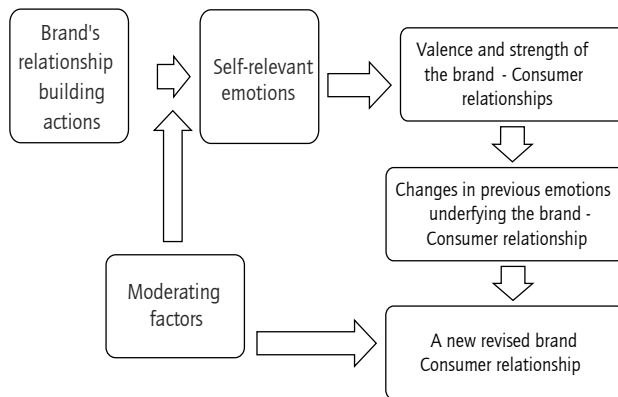 Brand's
relationship
building
actions
Self-relevant
emotions
Valence and strength of
the brand - Consumer
relationships
Changes in previous emotions
underfying the brand -
Consumer relationship
Moderating
factors
A new revised brand
Consumer relationship